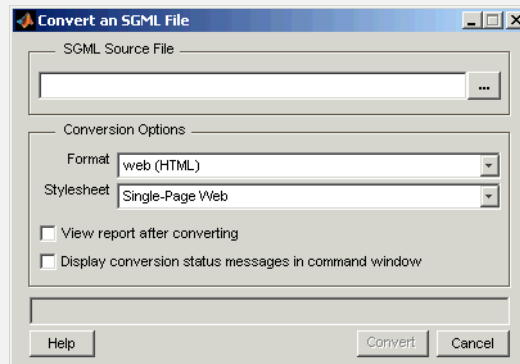 Convert an SGML File
SGML Source File
...
Conversion Options
Format web (HTML)
Stylesheet Single-Page Web
View report after converting
Display conversion status messages in command window
Help Convert Cancel